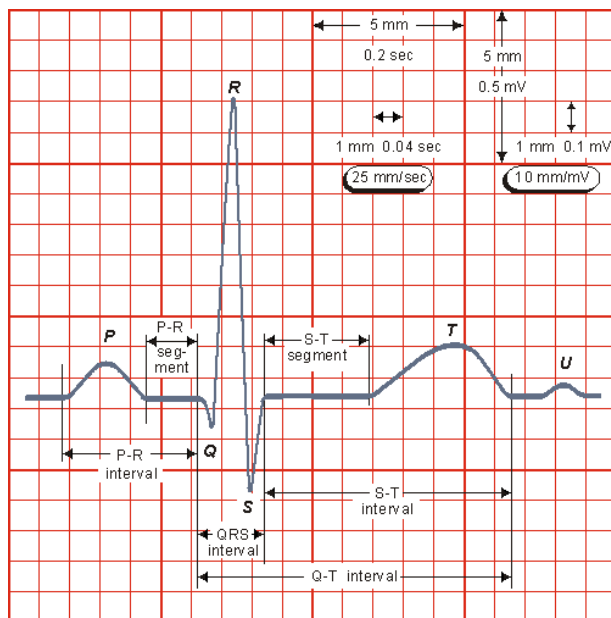 5 mm
0.2 sec
5 mm
0.5 mV
1 mm 0.04 sec
1 mm 0.1 mV
25 mm/sec
10 mm/mV
R
P
P-R
seg-
ment
S-T
segment
T
U
Q
S
P-R
interval
S-T
interval
QRS
interval
Q-T interval